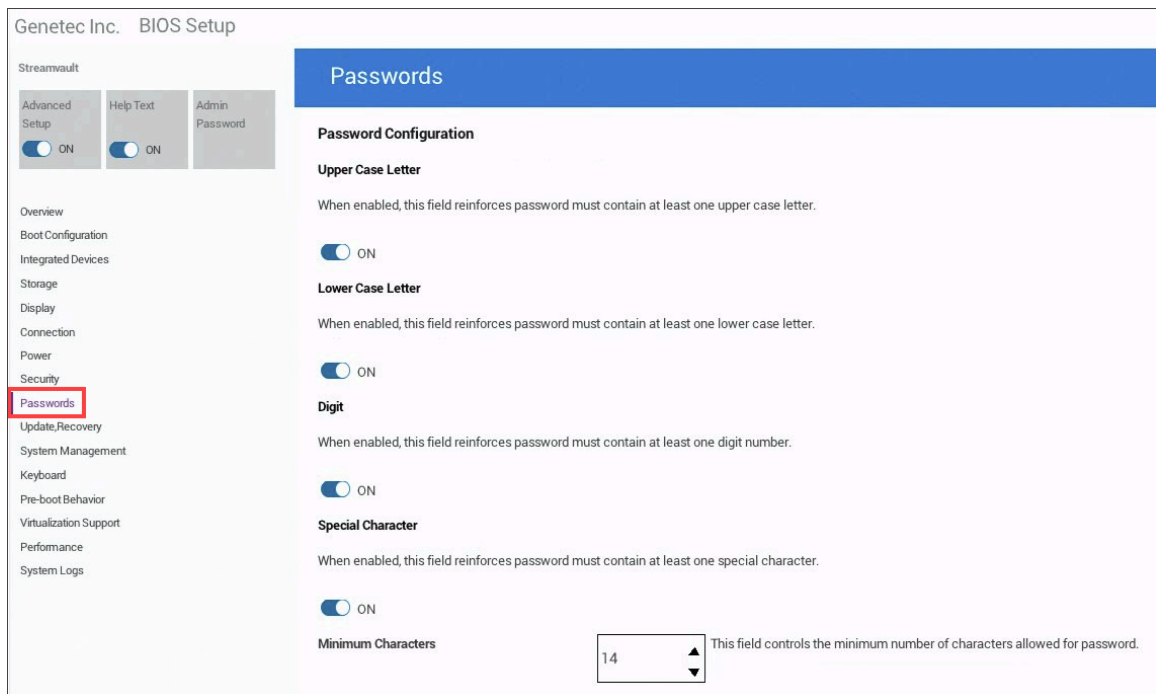 Genetec Inc. BIOS Setup
Streamvault
Passwords
Advanced Setup
ON
Help Text
ON
Admin Password
Overview
Boot Configuration
Integrated Devices
Storage
Display
Connection
Power
Security
Passwords
Update,Recovery
System Management
Keyboard
Pre-boot Behavior
Virtualization Support
Performance
System Logs
Password Configuration
Upper Case Letter
When enabled, this field reinforces password must contain at least one upper case letter.
ON
Lower Case Letter
When enabled, this field reinforces password must contain at least one lower case letter.
ON
Digit
When enabled, this field reinforces password must contain at least one digit number.
ON
Special Character
When enabled, this field reinforces password must contain at least one special character.
ON
Minimum Characters
14
This field controls the minimum number of characters allowed for password.